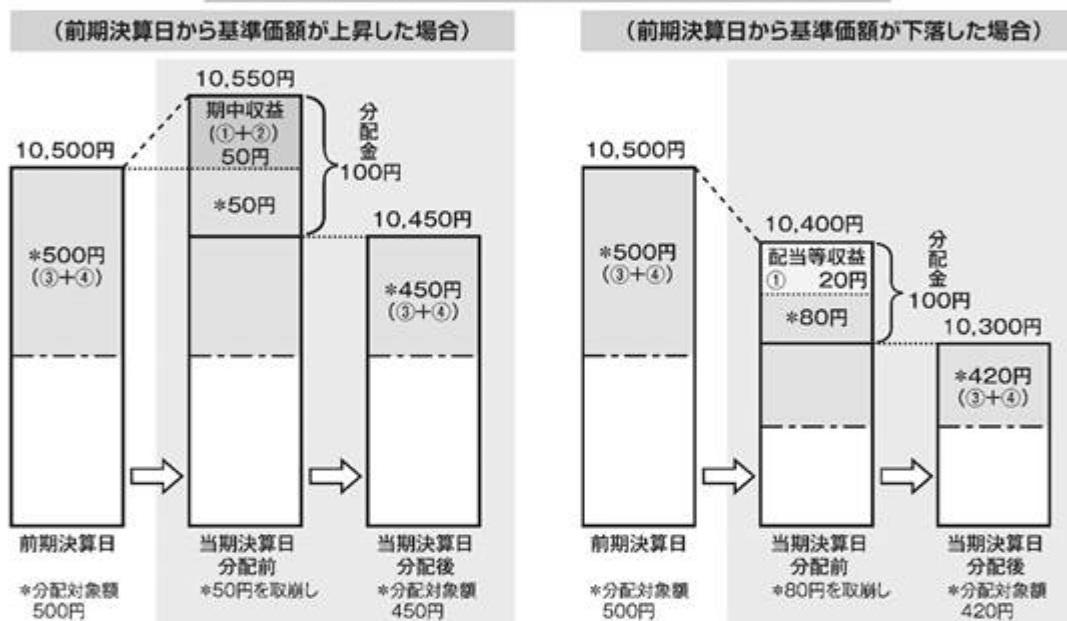 (前期決算日から基準価額が上昇した場合)
10,550円
期中収益
(①+②)
50円
*50円
分配金
100円
10,500円
*500円
(③+④)
10,450円
*450円
(③+④)
前期決算日
*分配対象額
500円
当期決算日
分配前
*50円を取崩し
当期決算日
分配後
*分配対象額
450円
(前期決算日から基準価額が下落した場合)
10,500円
*500円
(③+④)
10,400円
配当等収益
① 20円
*80円
分配金
100円
10,300円
*420円
(③+④)
前期決算日
*分配対象額
500円
当期決算日
分配前
*80円を取崩し
当期決算日
分配後
*分配対象額
420円